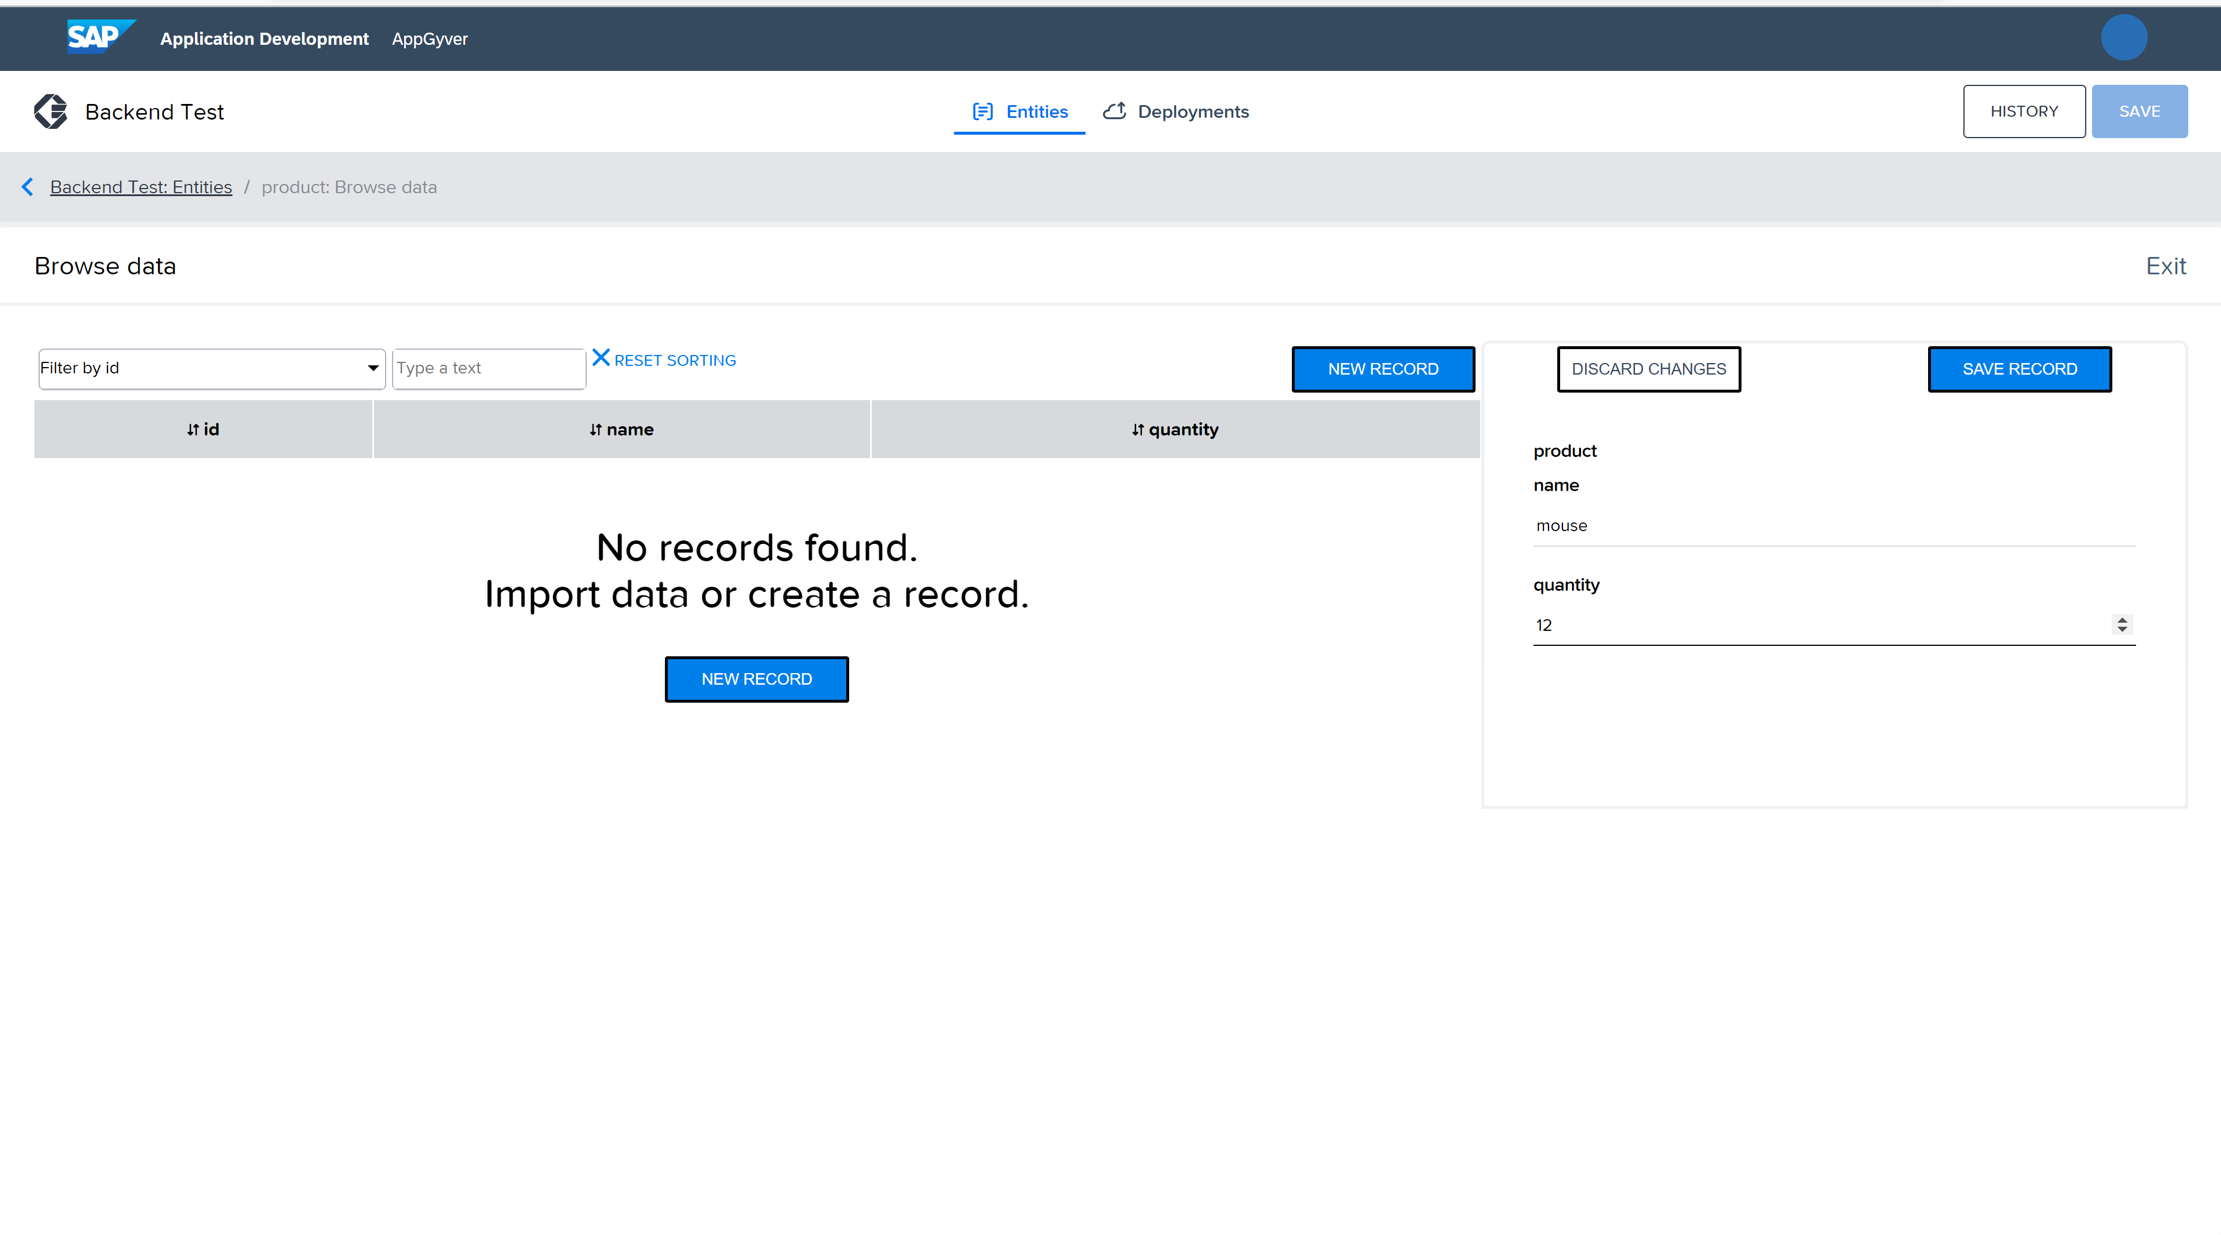 SAP Application Development AppGyver
Backend Test
Entities
Deployments
HISTORY
SAVE
Backend Test: Entities / product: Browse data
Browse data
Exit
Filter by id
Type a text
RESET SORTING
NEW RECORD
id
name
quantity
No records found.
Import data or create a record.
NEW RECORD
DISCARD CHANGES
SAVE RECORD
product
name
mouse
quantity
12